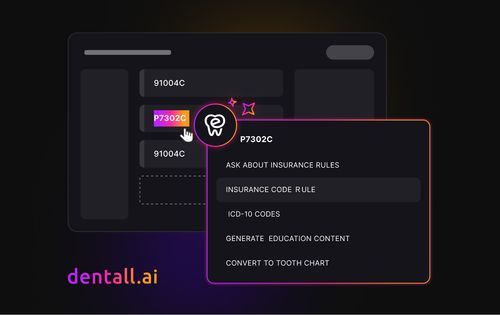 91004C
P7302C
91004C
P7302C
ASK ABOUT INSURANCE RULES
INSURANCE CODE RULE
ICD-10 CODES
GENERATE EDUCATION CONTENT
CONVERT TO TOOTH CHART
dentall.ai